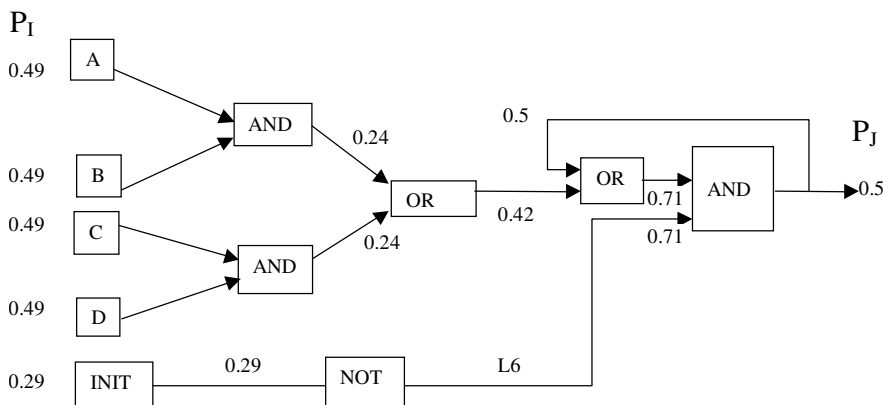 P_I
A
0.49
AND
0.24
0.5
P_J
0.49
B
OR
0.42
OR
0.71
AND
0.5
0.49
C
AND
0.24
0.71
0.49
D
0.29
INIT
0.29
NOT
L6